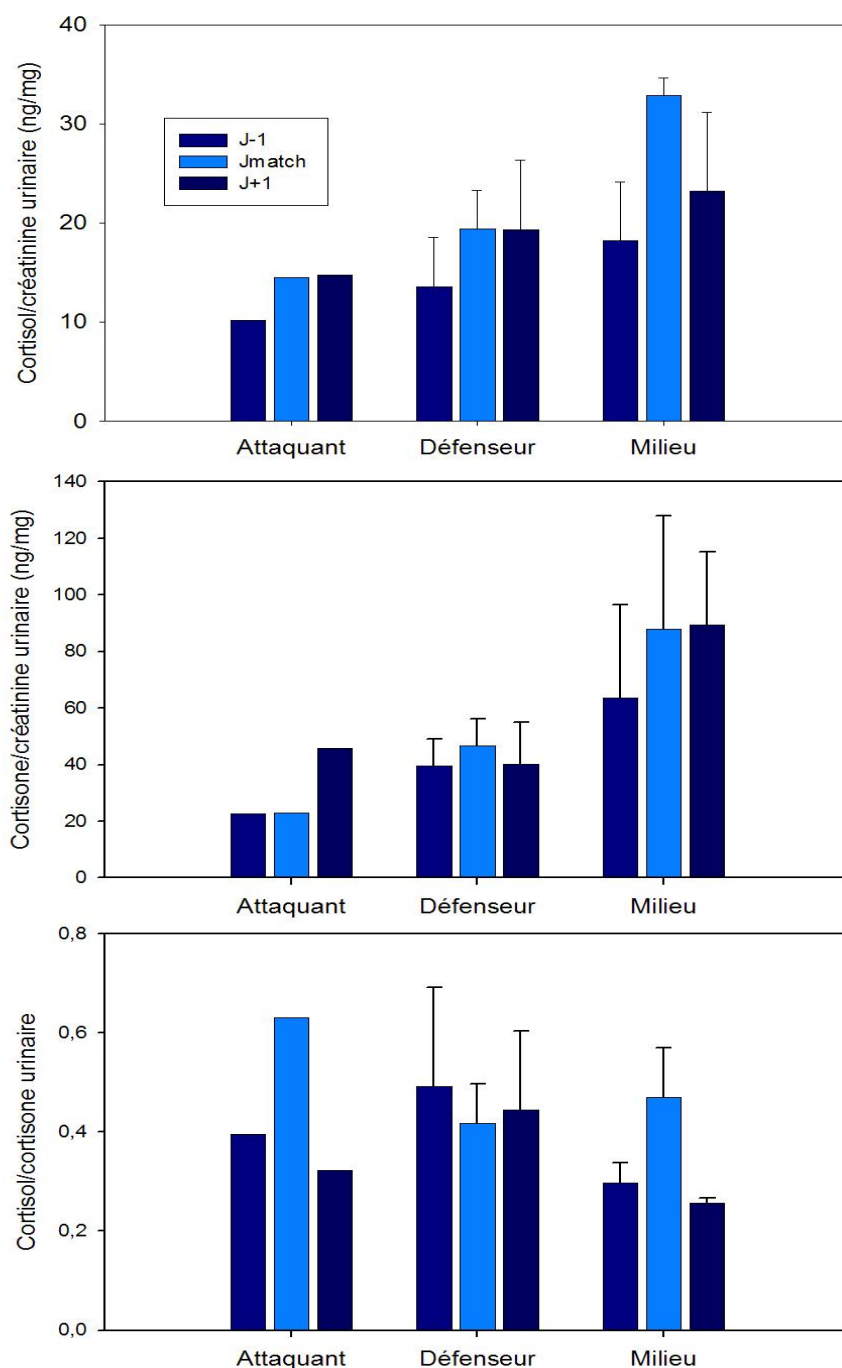 Cortisol/créatinine urinaire (ng/mg)
40
30
20
10
0
J-1
Jmatch
J+1
Attaquant Défenseur Milieu
Cortisone/créatinine urinaire (ng/mg)
140
120
100
80
60
40
20
0
Attaquant Défenseur Milieu
Cortisol/cortisone urinaire
0,8
0,6
0,4
0,2
0,0
Attaquant Défenseur Milieu